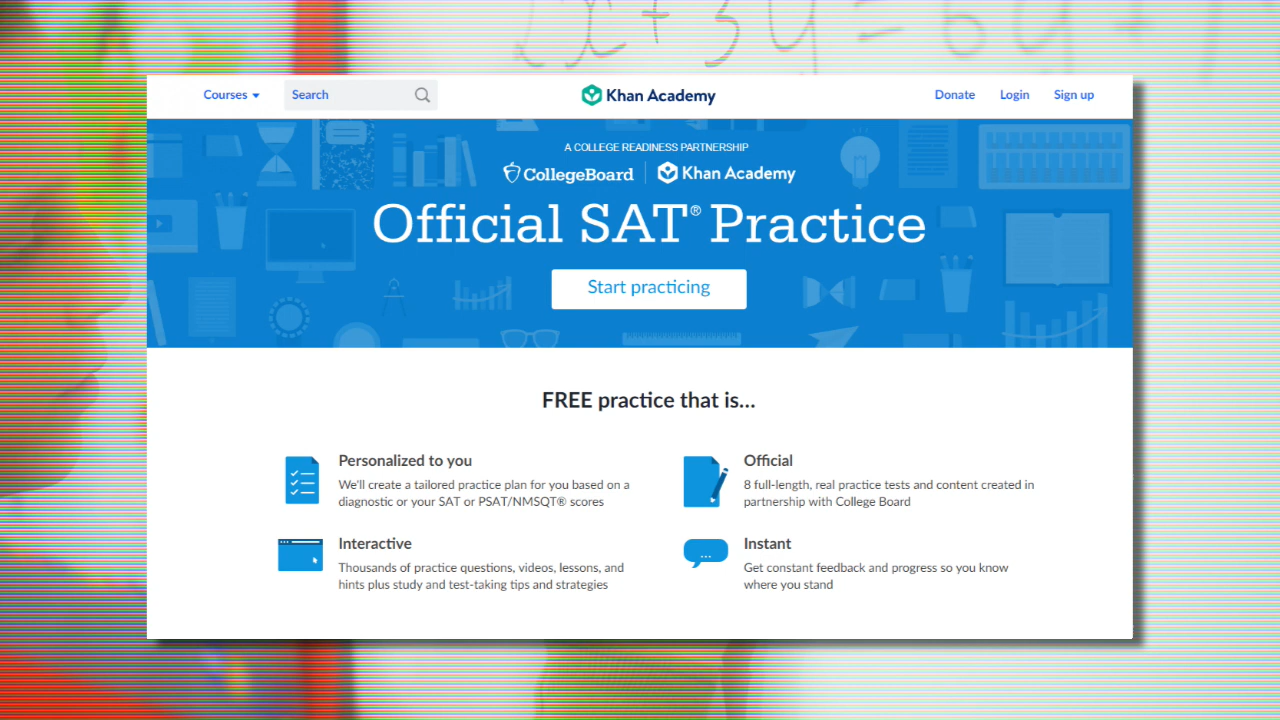 x + 3y = 6y +
Courses
Search
Khan Academy
Donate
Login
Sign up
A COLLEGE READINESS PARTNERSHIP
CollegeBoard
Khan Academy
Official SAT® Practice
Start practicing
FREE practice that is...
Personalized to you
We'll create a tailored practice plan for you based on a
diagnostic or your SAT or PSAT/NMSQT® scores
Official
8 full-length, real practice tests and content created in
partnership with College Board
Interactive
Thousands of practice questions, videos, lessons, and
hints plus study and test-taking tips and strategies
Instant
Get constant feedback and progress so you know
where you stand